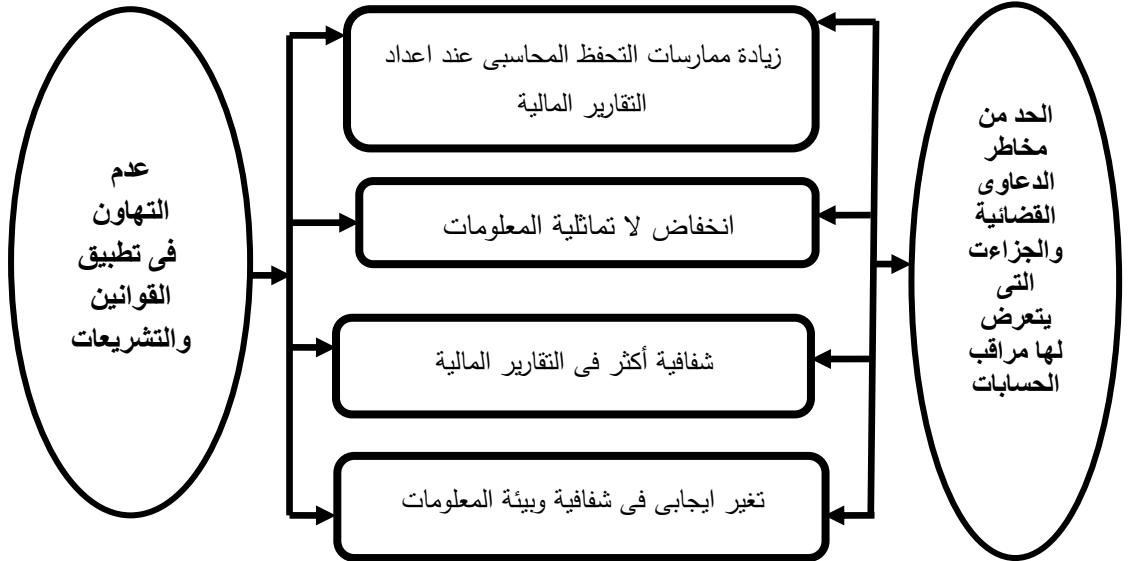 زيادة ممارسات التحفظ المحاسبى عند اعداد
التقارير المالية
انخفاض لا تماثلية المعلومات
شفافية أكثر فى التقارير المالية
تغير ايجابى فى شفافية وبيئة المعلومات
الحد من
مخاطر
الدعاوى
القضائية
والجزاءت
التى
يتعرض
لها مراقب
الحسابات
عدم
التهاون
فى تطبيق
القوانين
والتشريعات